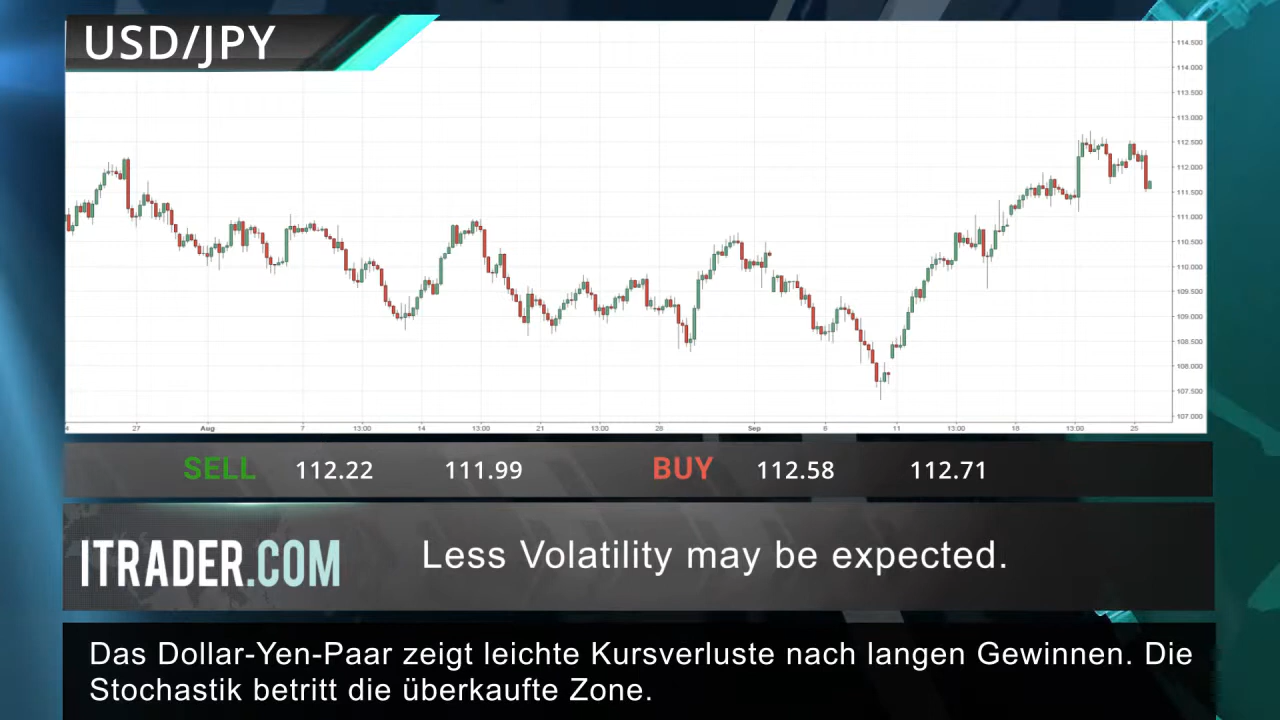 USD/JPY
114.500
114.000
113.500
113.000
112.500
112.000
111.500
111.000
110.500
110.000
109.500
109.000
108.500
108.000
107.500
107.000
4 27 Aug 7 13:00 14 13:00 21 13:00 28 Sep 6 11 13:00 18 13:00 25
SELL 112.22 111.99 BUY 112.58 112.71
ITRADER.COM Less Volatility may be expected.
Das Dollar-Yen-Paar zeigt leichte Kursverluste nach langen Gewinnen. Die
Stochastik betritt die überkaufte Zone.